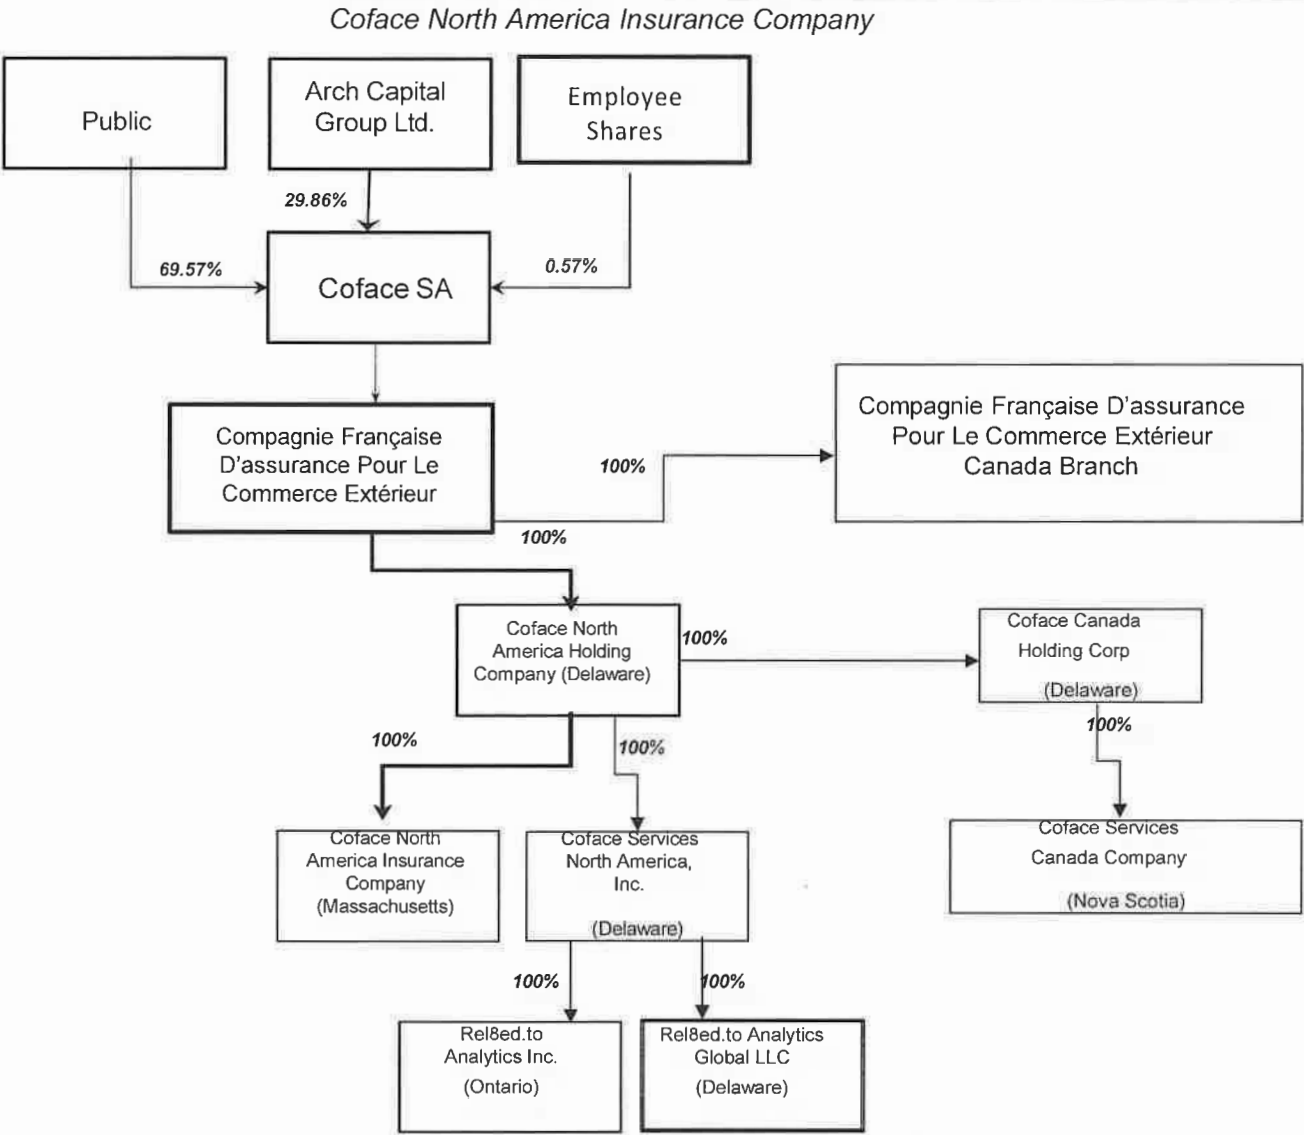 Coface North America Insurance Company
Public
Arch Capital
Group Ltd.
Employee
Shares
29.86%
69.57%
0.57%
Coface SA
Compagnie Française
D'assurance Pour Le
Commerce Extérieur
100%
Compagnie Française D'assurance
Pour Le Commerce Extérieur
Canada Branch
100%
Coface North
America Holding
Company (Delaware)
100%
Coface Canada
Holding Corp
(Delaware)
100%
100%
100%
Coface North
America Insurance
Company
(Massachusetts)
Coface Services
North America,
Inc.
(Delaware)
Coface Services
Canada Company
(Nova Scotia)
100%
100%
Rel8ed.to
Analytics Inc.
(Ontario)
Rel8ed.to Analytics
Global LLC
(Delaware)